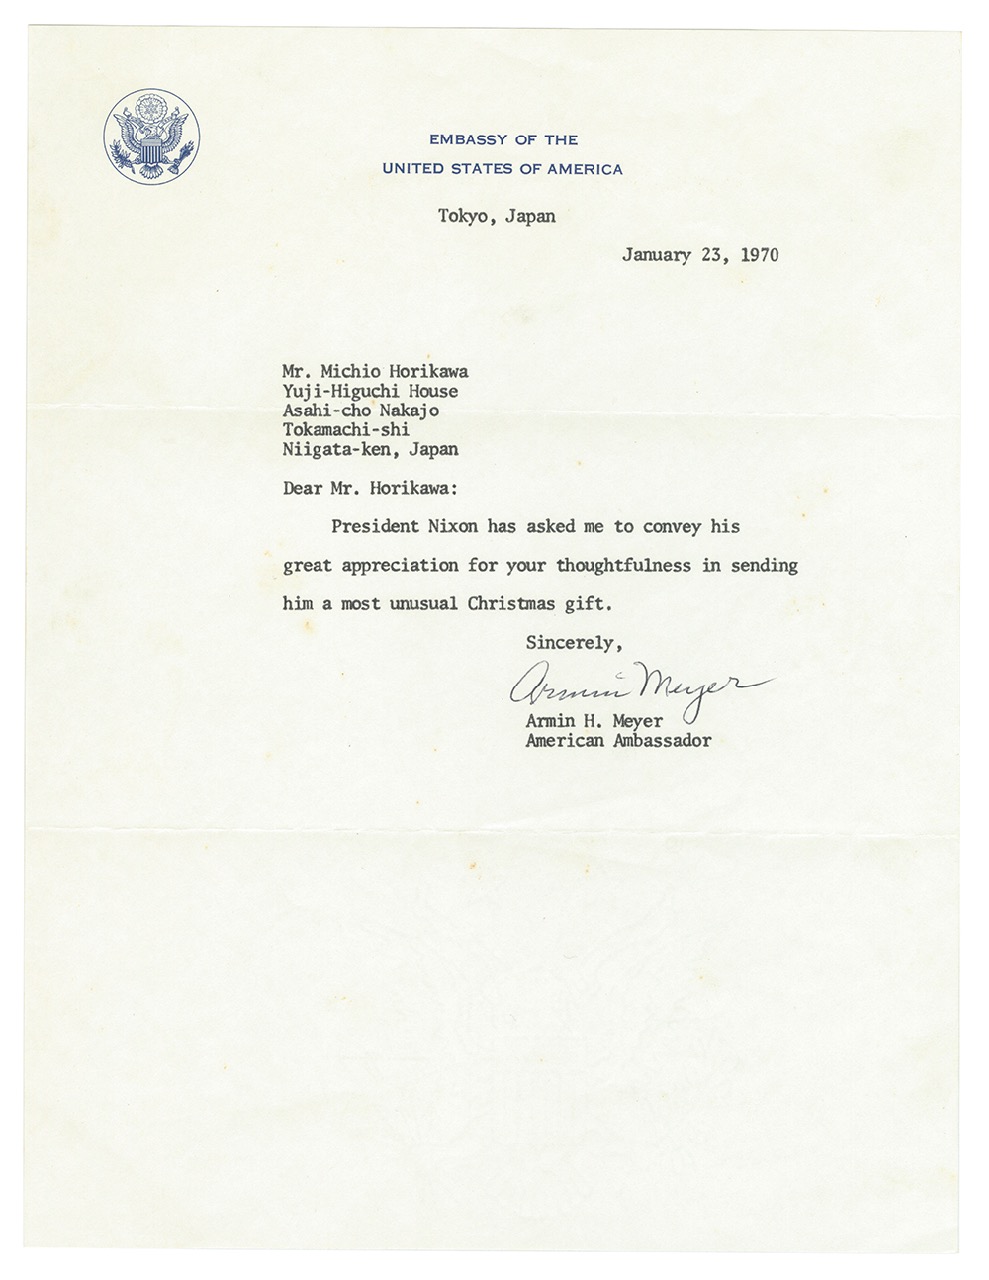 EMBASSY OF THE
UNITED STATES OF AMERICA
Tokyo, Japan
January 23, 1970
Mr. Michio Horikawa
Yuji-Higuchi House
Asahi-cho Nakajo
Tokamachi-shi
Niigata-ken, Japan
Dear Mr. Horikawa:
President Nixon has asked me to convey his
great appreciation for your thoughtfulness in sending
him a most unusual Christmas gift.
Sincerely,
Armin Meyer
Armin H. Meyer
American Ambassador